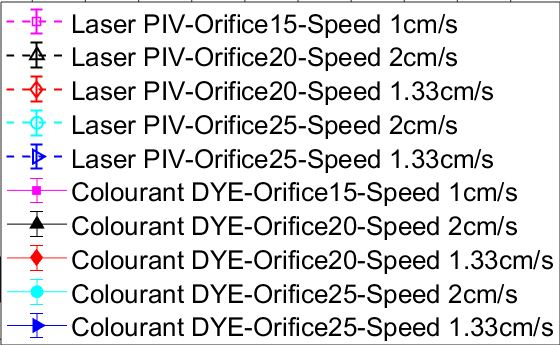 Laser PIV-Orifice15-Speed 1cm/s
Laser PIV-Orifice20-Speed 2cm/s
Laser PIV-Orifice20-Speed 1.33cm/s
Laser PIV-Orifice25-Speed 2cm/s
Laser PIV-Orifice25-Speed 1.33cm/s
Colourant DYE-Orifice15-Speed 1cm/s
Colourant DYE-Orifice20-Speed 2cm/s
Colourant DYE-Orifice20-Speed 1.33cm/s
Colourant DYE-Orifice25-Speed 2cm/s
Colourant DYE-Orifice25-Speed 1.33cm/s